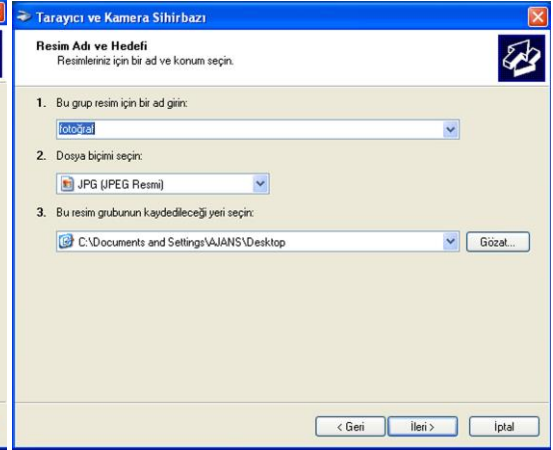 Tarayıcı ve Kamera Sihirbazı
Resim Adı ve Hedefi
Resimleriniz için bir ad ve konum seçin.
1. Bu grup resim için bir ad girin:
fotoğraf
2. Dosya biçimi seçin:
JPG (JPEG Resmi)
3. Bu resim grubunun kaydedileceği yeri seçin:
C:\Documents and Settings\AJANS\Desktop
Gözat...
< Geri
İleri >
İptal